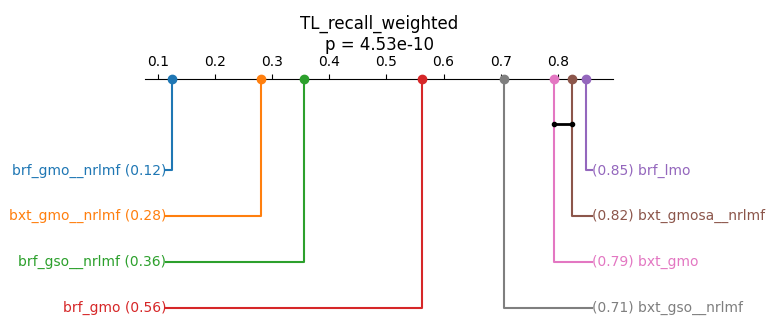 TL_recall_weighted
p = 4.53e-10
0.1 0.2 0.3 0.4 0.5 0.6 0.7 0.8
brf_gmo__nrlmf (0.12) (0.85) brf_lmo
bxt_gmo__nrlmf (0.28) (0.82) bxt_gmosa__nrlmf
brf_gso__nrlmf (0.36) (0.79) bxt_gmo
brf_gmo (0.56) (0.71) bxt_gso__nrlmf